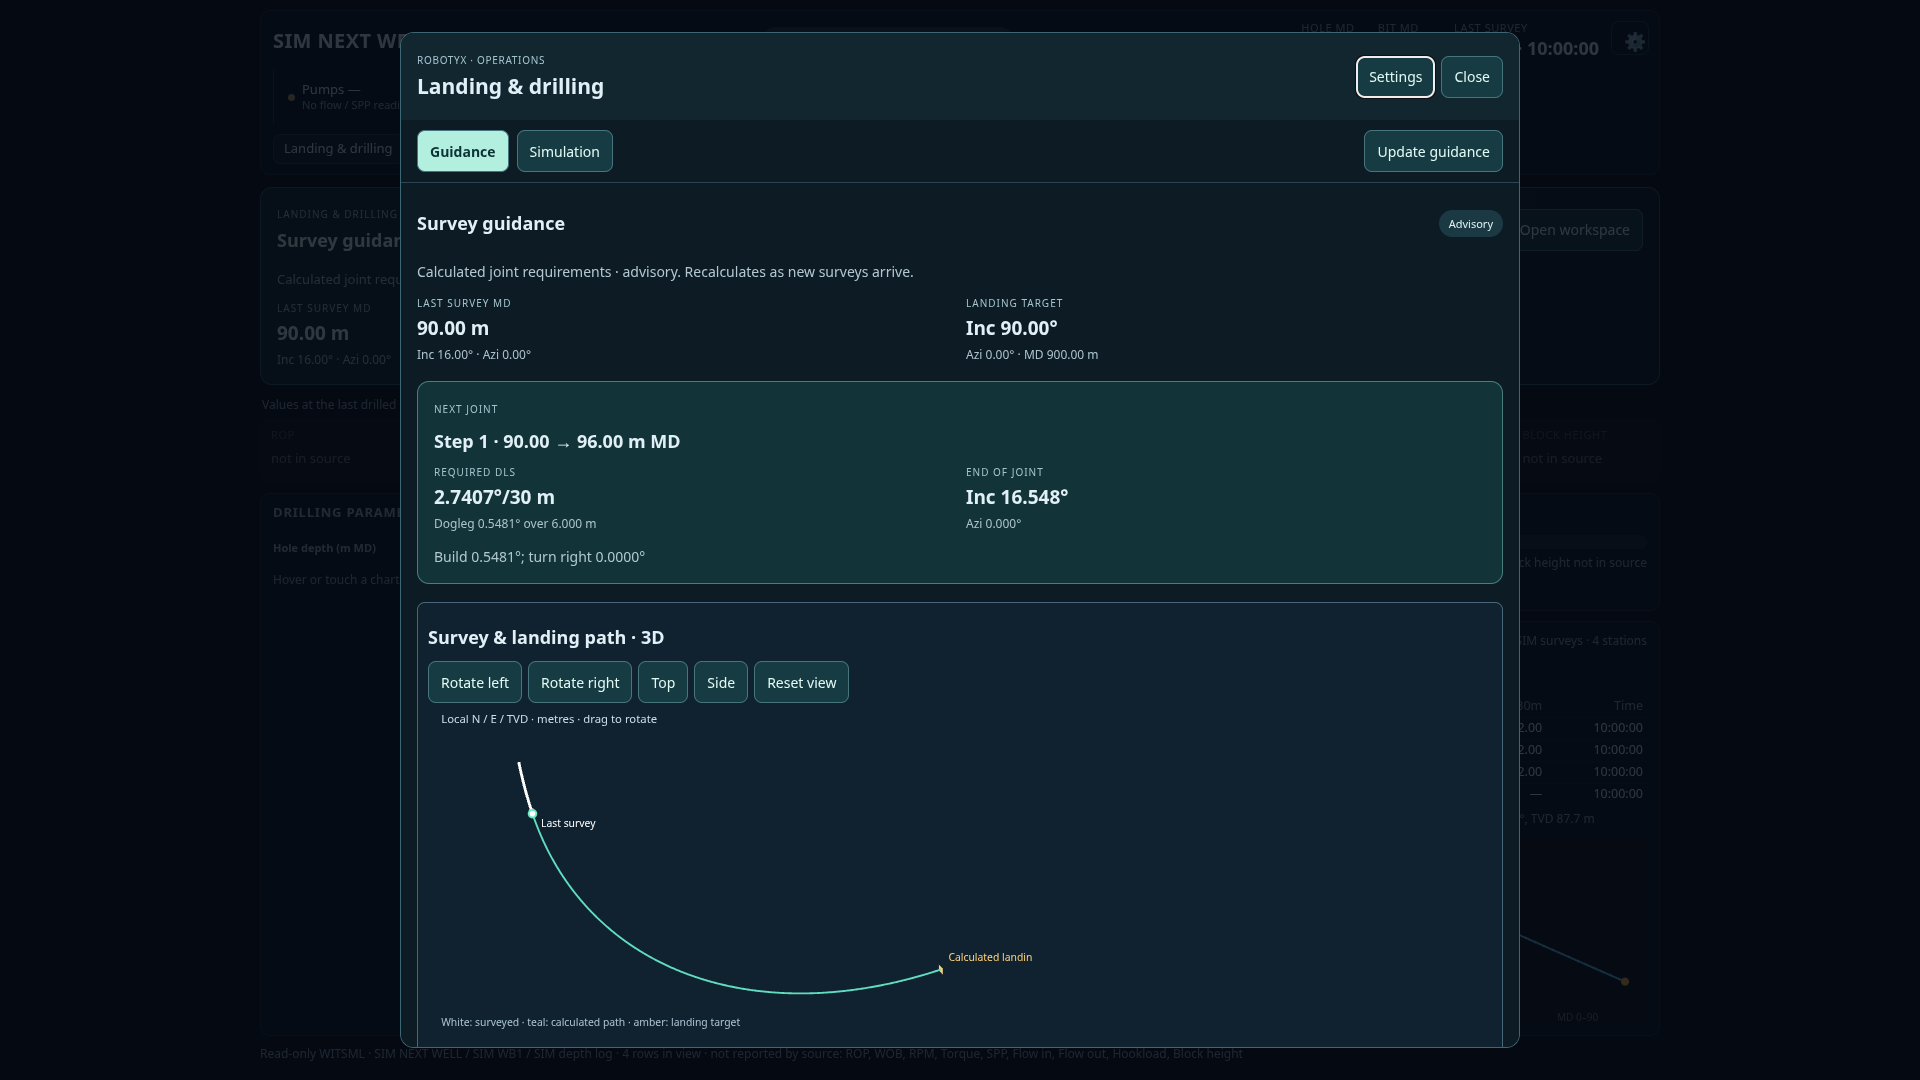 SIM NEXT WE
HOLE MD BIT MD LAST SURVEY
10:00:00
Pumps —
No flow / SPP readi
Landing & drilling
ROBOTYX · OPERATIONS
Landing & drilling
Settings
Close
Guidance
Simulation
Update guidance
LANDING & DRILLING
Survey guidan
Calculated joint requ
LAST SURVEY MD
90.00 m
Inc 16.00° · Azi 0.00°
Open workspace
Survey guidance
Advisory
Calculated joint requirements · advisory. Recalculates as new surveys arrive.
LAST SURVEY MD
90.00 m
Inc 16.00° · Azi 0.00°
LANDING TARGET
Inc 90.00°
Azi 0.00° · MD 900.00 m
NEXT JOINT
Step 1 · 90.00 → 96.00 m MD
REQUIRED DLS
2.7407°/30 m
Dogleg 0.5481° over 6.000 m
END OF JOINT
Inc 16.548°
Azi 0.000°
Build 0.5481°; turn right 0.0000°
Values at the last drilled
ROP
not in source
BLOCK HEIGHT
not in source
DRILLING PARAME
Hole depth (m MD)
Hover or touch a chart
ck height not in source
Survey & landing path · 3D
Rotate left
Rotate right
Top
Side
Reset view
Local N / E / TVD · metres · drag to rotate
Last survey
Calculated landin
White: surveyed · teal: calculated path · amber: landing target
SIM surveys · 4 stations
30m Time
2.00 10:00:00
2.00 10:00:00
2.00 10:00:00
— 10:00:00
°, TVD 87.7 m
MD 0–90
Read-only WITSML · SIM NEXT WELL / SIM WB1 / SIM depth log · 4 rows in view · not reported by source: ROP, WOB, RPM, Torque, SPP, Flow in, Flow out, Hookload, Block height